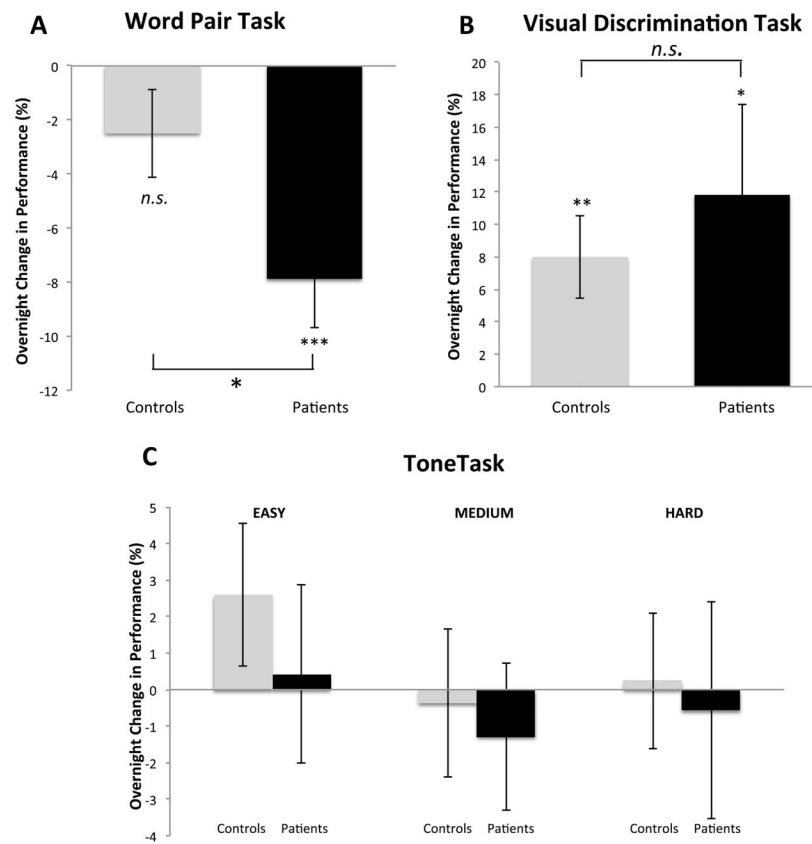 A
Word Pair Task
Overnight Change in Performance (%)
0
-2
-4
-6
-8
-10
-12
n.s.
***
*
Controls
Patients
B
Visual Discrimination Task
n.s.
Overnight Change in Performance (%)
20
18
16
14
12
10
8
6
4
2
0
**
*
Controls
Patients
C
ToneTask
Overnight Change in Performance (%)
5
4
3
2
1
0
-1
-2
-3
-4
EASY
MEDIUM
HARD
Controls Patients
Controls Patients
Controls Patients